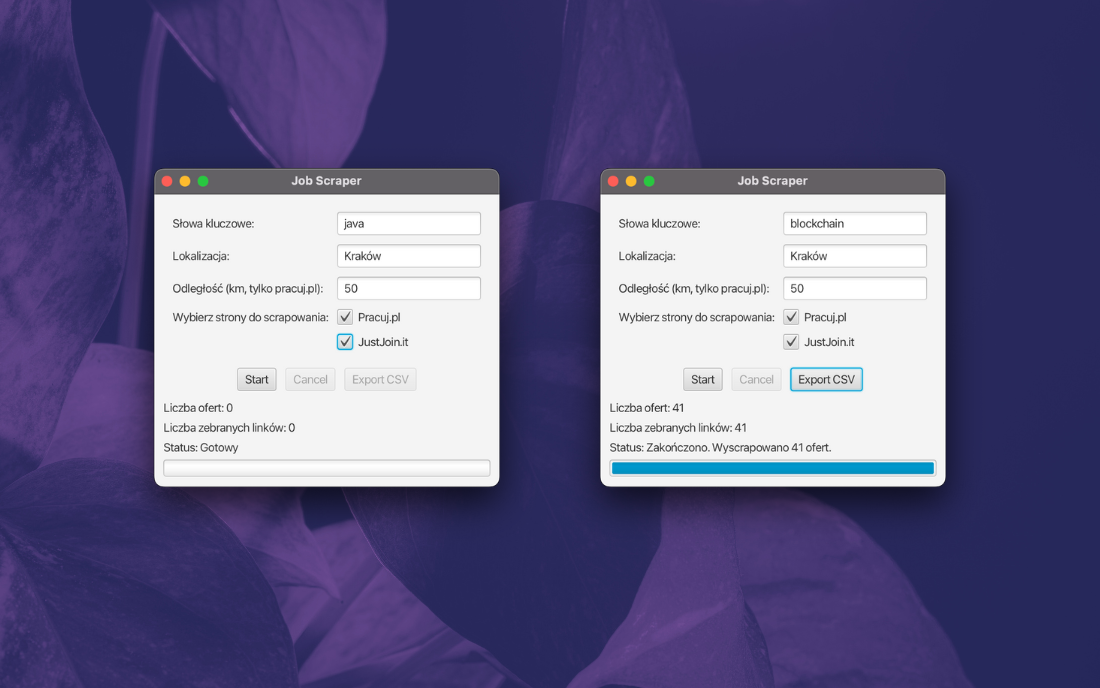 Job Scraper
Słowa kluczowe: java
Lokalizacja: Kraków
Odległość (km, tylko pracuj.pl): 50
Wybierz strony do scrapowania: Pracuj.pl
JustJoin.it
Start Cancel Export CSV
Liczba ofert: 0
Liczba zebranych linków: 0
Status: Gotowy
Job Scraper
Słowa kluczowe: blockchain
Lokalizacja: Kraków
Odległość (km, tylko pracuj.pl): 50
Wybierz strony do scrapowania: Pracuj.pl
JustJoin.it
Start Cancel Export CSV
Liczba ofert: 41
Liczba zebranych linków: 41
Status: Zakończono. Wyscrapowano 41 ofert.